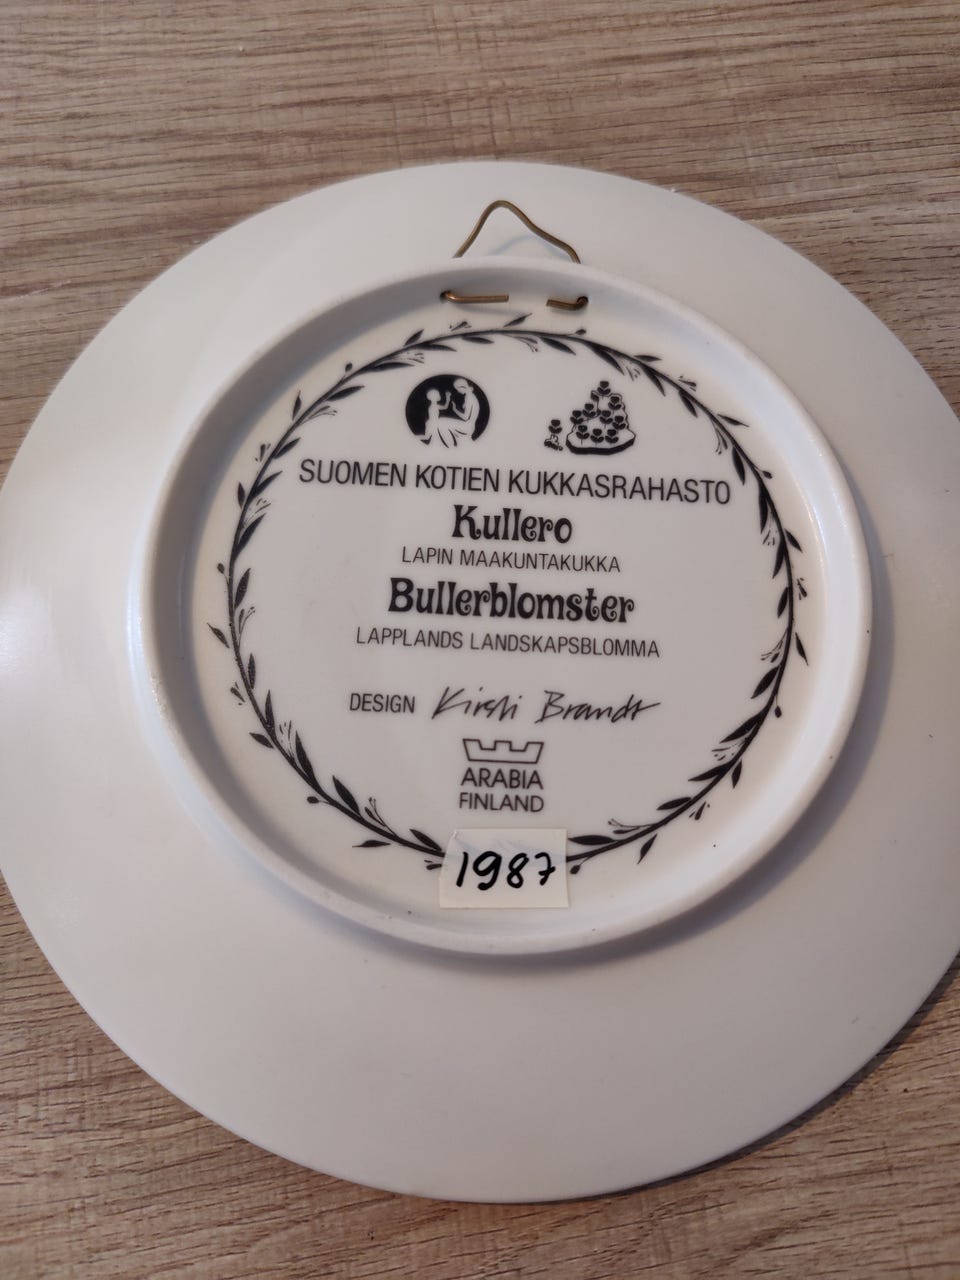 SUOMEN KOTIEN KUKKASRAHASTO
Kullero
LAPIN MAAKUNTAKUKKA
Bullerblomster
LAPPLANDS LANDSKAPSBLOMMA
DESIGN Kirsti Brandt
ARABIA
FINLAND
1987